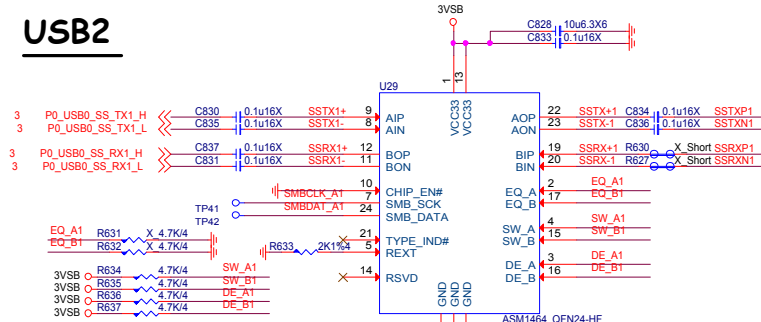 USB2
3VSB
C828 10u6.3X6
C833 0.1u16X
U29
1 13
VCC33 VCC33
3 P0_USB0_SS_TX1_H C830 0.1u16X SSTX1+ 9 AIP AOP 22 SSTX+1 C834 0.1u16X SSTXP1
3 P0_USB0_SS_TX1_L C835 0.1u16X SSTX1- 8 AIN AON 23 SSTX-1 C836 0.1u16X SSTXN1
3 P0_USB0_SS_RX1_H C837 0.1u16X SSRX1+ 12 BOP BIP 19 SSRX+1 R630 X_Short SSRXP1
3 P0_USB0_SS_RX1_L C831 0.1u16X SSRX1- 11 BON BIN 20 SSRX-1 R627 X_Short SSRXN1
10 CHIP_EN# EQ_A 2 EQ_A1
TP41 SMBCLK_A1 7 SMB_SCK EQ_B 17 EQ_B1
TP42 SMBDAT_A1 24 SMB_DATA
SW_A 4 SW_A1
SW_B 15 SW_B1
EQ_A1 R631 X_4.7K/4 21 TYPE_IND#
EQ_B1 R632 X_4.7K/4 R633 2K1%4 5 REXT
DE_A 3 DE_A1
3VSB R634 4.7K/4 SW_A1 14 RSVD DE_B 16 DE_B1
3VSB R635 4.7K/4 SW_B1
3VSB R636 4.7K/4 DE_A1
3VSB R637 4.7K/4 DE_B1
GND GND GND
ASM1464_QFN24-HF